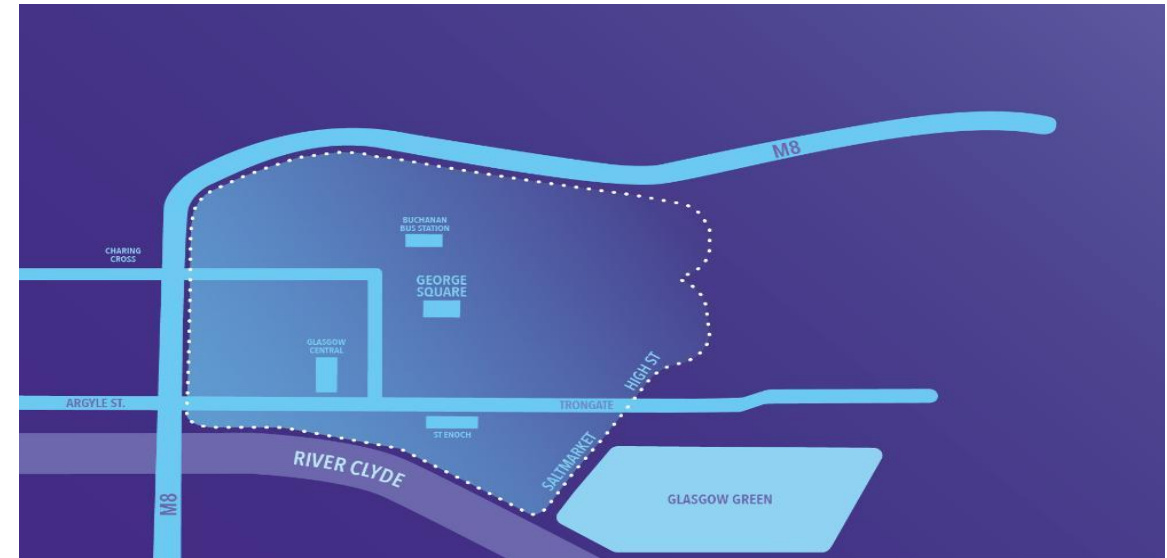 M8
BUCHANAN
BUS STATION
CHARING
CROSS
GEORGE
SQUARE
GLASGOW
CENTRAL
HIGH ST
ARGYLE ST.
TRONGATE
ST ENOCH
SALTMARKET
RIVER CLYDE
M8
GLASGOW GREEN